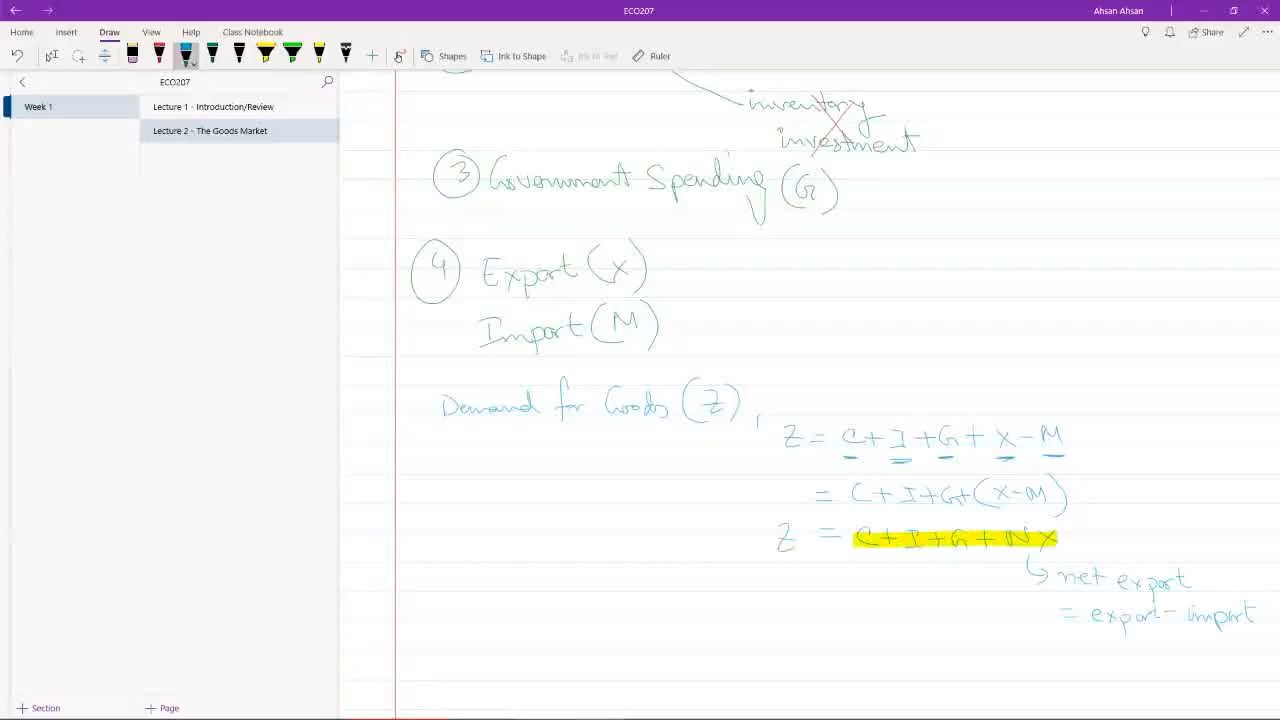 ECO207
Ahsan Ahsan
Home Insert Draw View Help Class Notebook
Share
Shapes Ink to Shape Ink to Text Ruler
ECO207
Week 1
Lecture 1 - Introduction/Review
Lecture 2 - The Goods Market
inventory
investment
3 Government Spending (G)
4 Export (X)
Import (M)
Demand for Goods (Z),
Z = C + I + G + X - M
= C + I + G + (X - M)
Z = C + I + G + NX
net export
= export - import
Section
Page